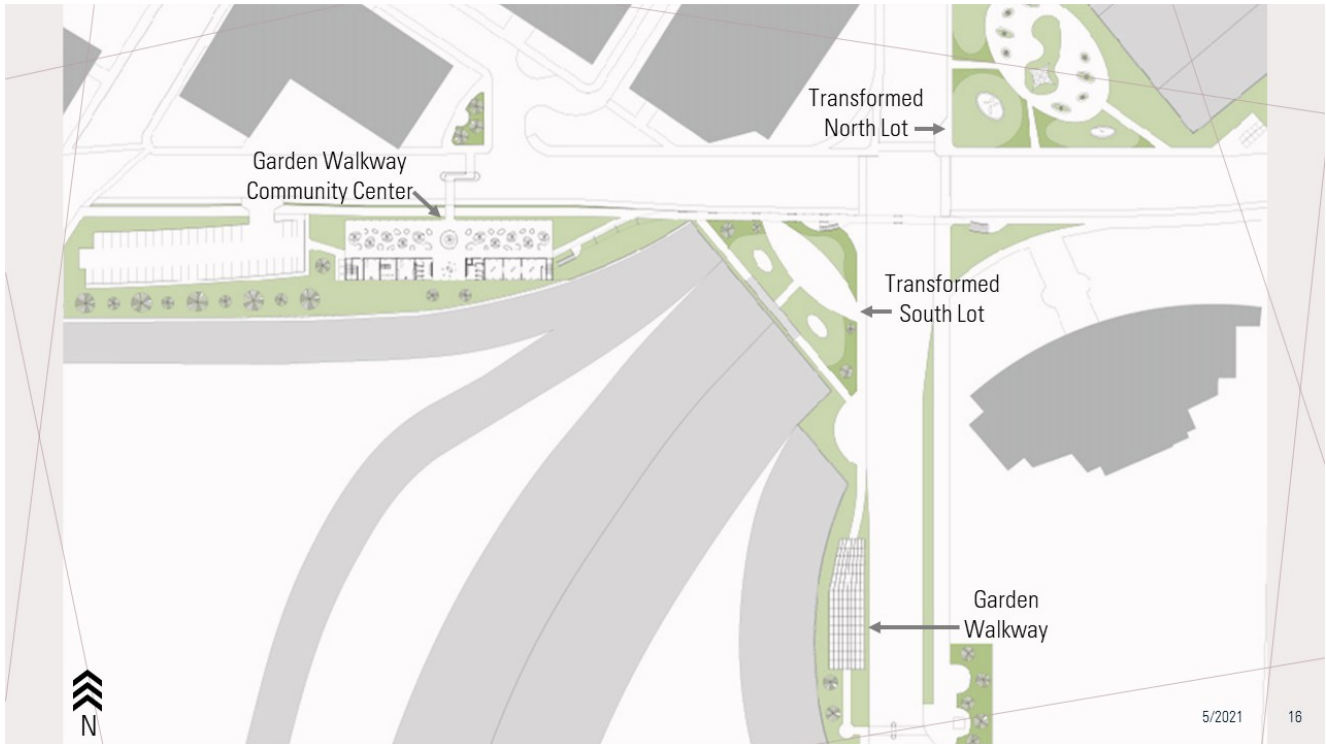 Transformed
North Lot
Garden Walkway
Community Center
Transformed
South Lot
Garden
Walkway
N
5/2021
16